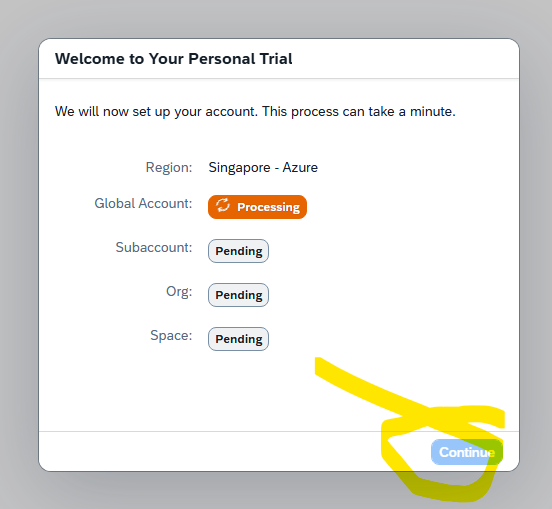 Welcome to Your Personal Trial
We will now set up your account. This process can take a minute.
Region: Singapore - Azure
Global Account: Processing
Subaccount: Pending
Org: Pending
Space: Pending
Continue